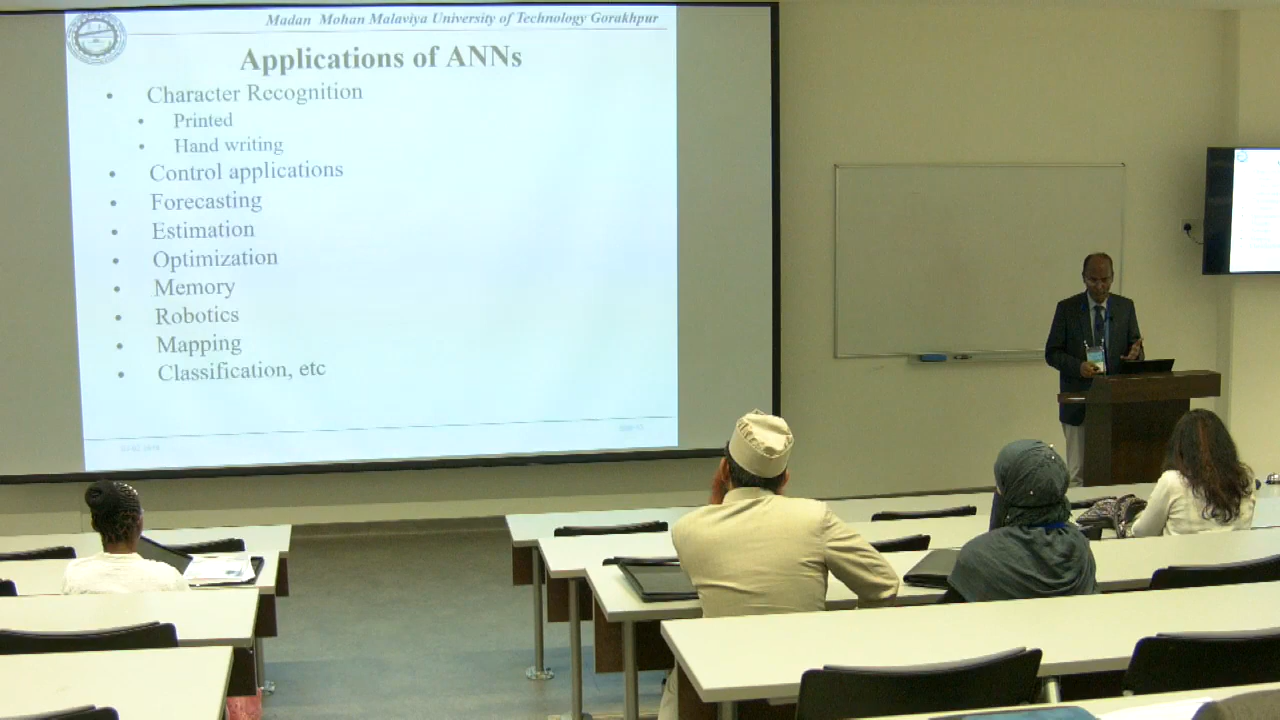 Madan Mohan Malaviya University of Technology Gorakhpur
Applications of ANNs
• Character Recognition
• Printed
• Hand writing
• Control applications
• Forecasting
• Estimation
• Optimization
• Memory
• Robotics
• Mapping
• Classification, etc